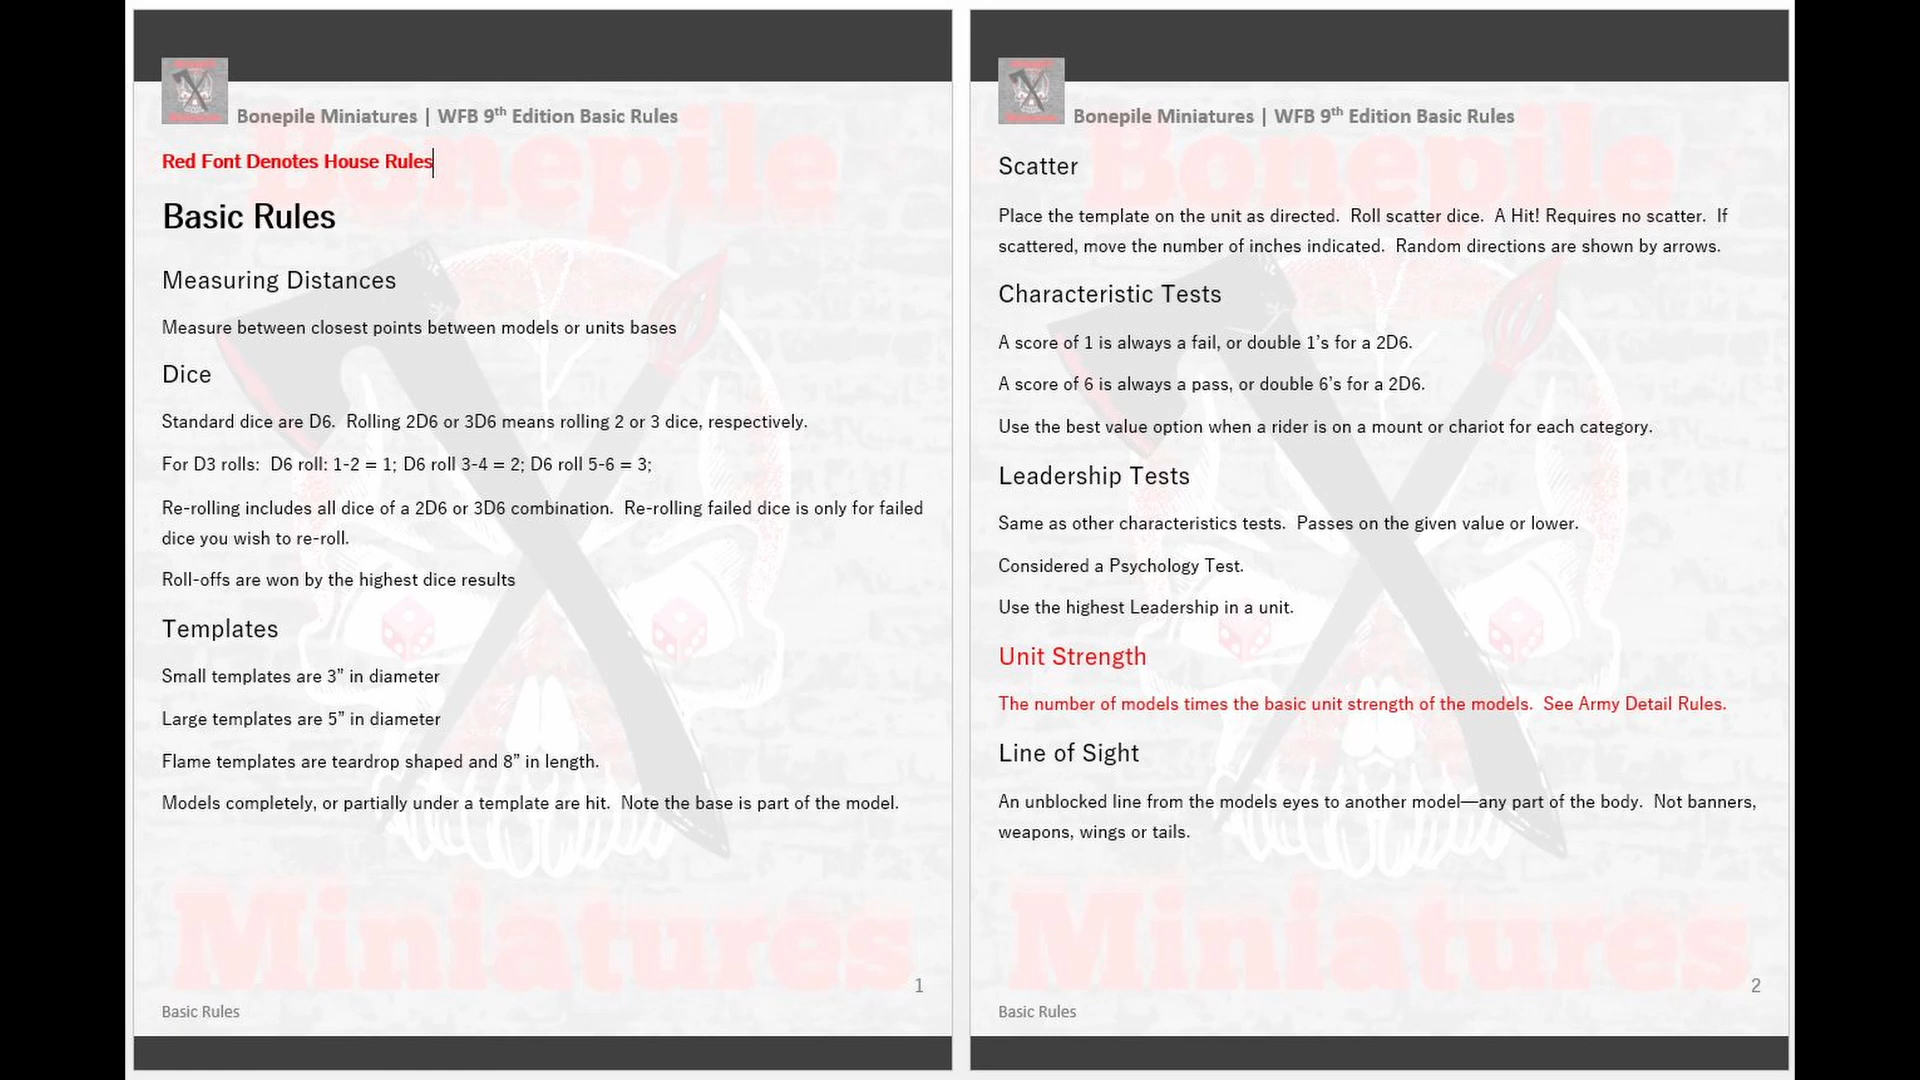 Bonepile Miniatures | WFB 9th Edition Basic Rules
Red Font Denotes House Rules
Basic Rules
Measuring Distances
Measure between closest points between models or units bases
Dice
Standard dice are D6.  Rolling 2D6 or 3D6 means rolling 2 or 3 dice, respectively.
For D3 rolls:  D6 roll: 1-2 = 1; D6 roll 3-4 = 2; D6 roll 5-6 = 3;
Re-rolling includes all dice of a 2D6 or 3D6 combination.  Re-rolling failed dice is only for failed
dice you wish to re-roll.
Roll-offs are won by the highest dice results
Templates
Small templates are 3” in diameter
Large templates are 5” in diameter
Flame templates are teardrop shaped and 8” in length.
Models completely, or partially under a template are hit.  Note the base is part of the model.
Bonepile
Miniatures
1
Basic Rules
Bonepile Miniatures | WFB 9th Edition Basic Rules
Scatter
Place the template on the unit as directed.  Roll scatter dice.  A Hit! Requires no scatter.  If
scattered, move the number of inches indicated.  Random directions are shown by arrows.
Characteristic Tests
A score of 1 is always a fail, or double 1’s for a 2D6.
A score of 6 is always a pass, or double 6’s for a 2D6.
Use the best value option when a rider is on a mount or chariot for each category.
Leadership Tests
Same as other characteristics tests.  Passes on the given value or lower.
Considered a Psychology Test.
Use the highest Leadership in a unit.
Unit Strength
The number of models times the basic unit strength of the models.  See Army Detail Rules.
Line of Sight
An unblocked line from the models eyes to another model—any part of the body.  Not banners,
weapons, wings or tails.
Bonepile
Miniatures
2
Basic Rules